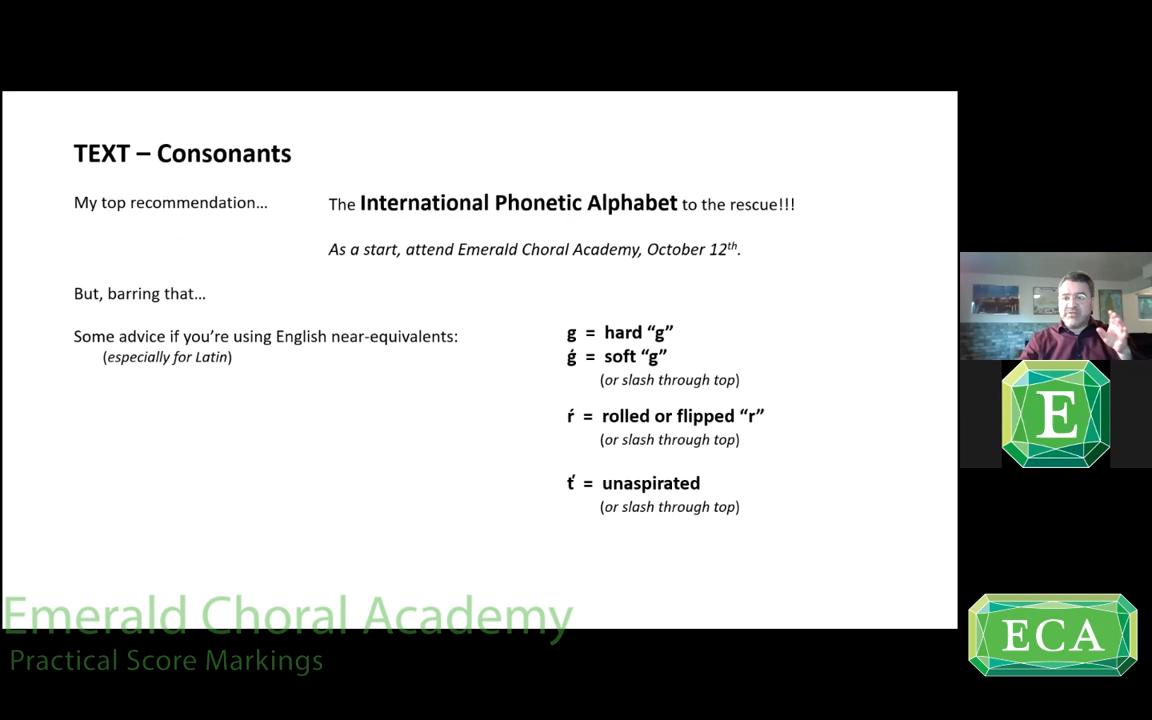 TEXT – Consonants
My top recommendation...
The International Phonetic Alphabet to the rescue!!!
As a start, attend Emerald Choral Academy, October 12th.
But, barring that...
Some advice if you're using English near-equivalents:
(especially for Latin)
g = hard “g”
ǵ = soft “g”
(or slash through top)
ŕ = rolled or flipped “r”
(or slash through top)
t́ = unaspirated
(or slash through top)
E
Emerald Choral Academy
Practical Score Markings
ECA